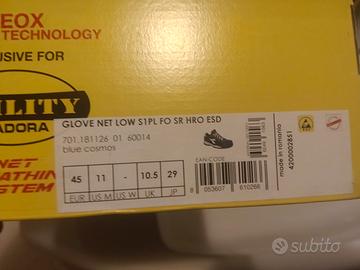 EOX
TECHNOLOGY
USIVE FOR
ILITY
ADORA
NET
ATHIN
STEM
GLOVE NET LOW S1PL FO SR HRO ESD
701.181126 01 60014
blue cosmos
45 11 - 10.5 29
EUR US M US W UK JP
EAN-CODE
8 053607 610266
made in romania
4200002851
subito